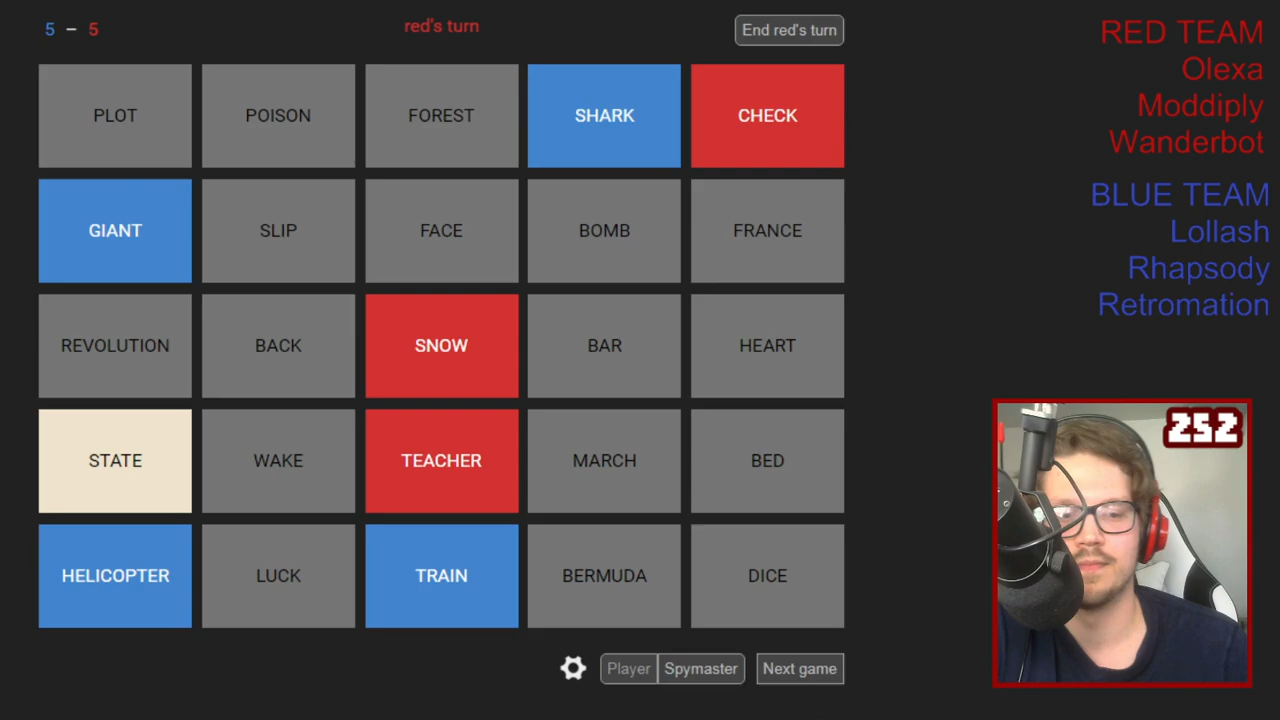 5 – 5
red's turn
End red's turn
PLOT
POISON
FOREST
SHARK
CHECK
GIANT
SLIP
FACE
BOMB
FRANCE
REVOLUTION
BACK
SNOW
BAR
HEART
STATE
WAKE
TEACHER
MARCH
BED
HELICOPTER
LUCK
TRAIN
BERMUDA
DICE
Player
Spymaster
Next game
RED TEAM
Olexa
Moddiply
Wanderbot
BLUE TEAM
Lollash
Rhapsody
Retromation
252